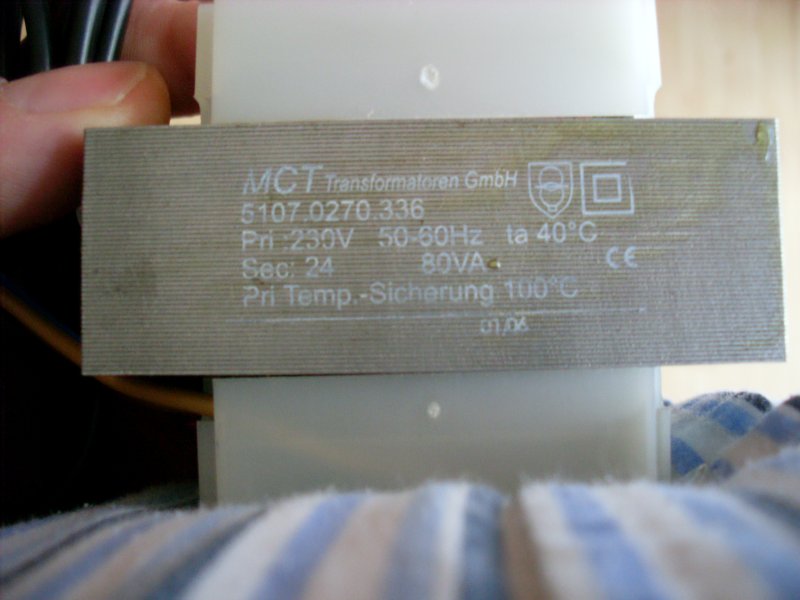 MCT Transformatoren GmbH
5107.0270.336
Pri :230V 50-60Hz ta 40°C
Sec: 24 80VA
CE
Pri Temp.-Sicherung 100°C
01/06